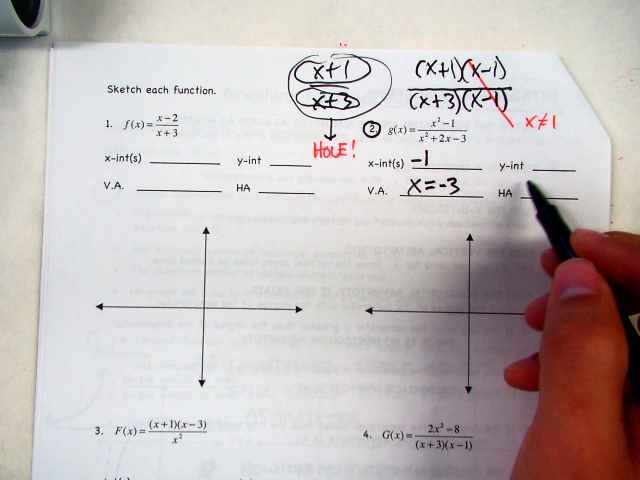 x+1
x+3
HOLE!
(x+1)(x-1)
(x+3)(x-1)
x≠1
Sketch each function.
1. f(x)= x-2 / x+3
2. g(x)= x²-1 / x²+2x-3
x-int(s)
y-int
x-int(s) -1
y-int
V.A.
HA
V.A. x=-3
HA
3. F(x)= (x+1)(x-3) / x²
4. G(x)= 2x²-8 / (x+3)(x-1)